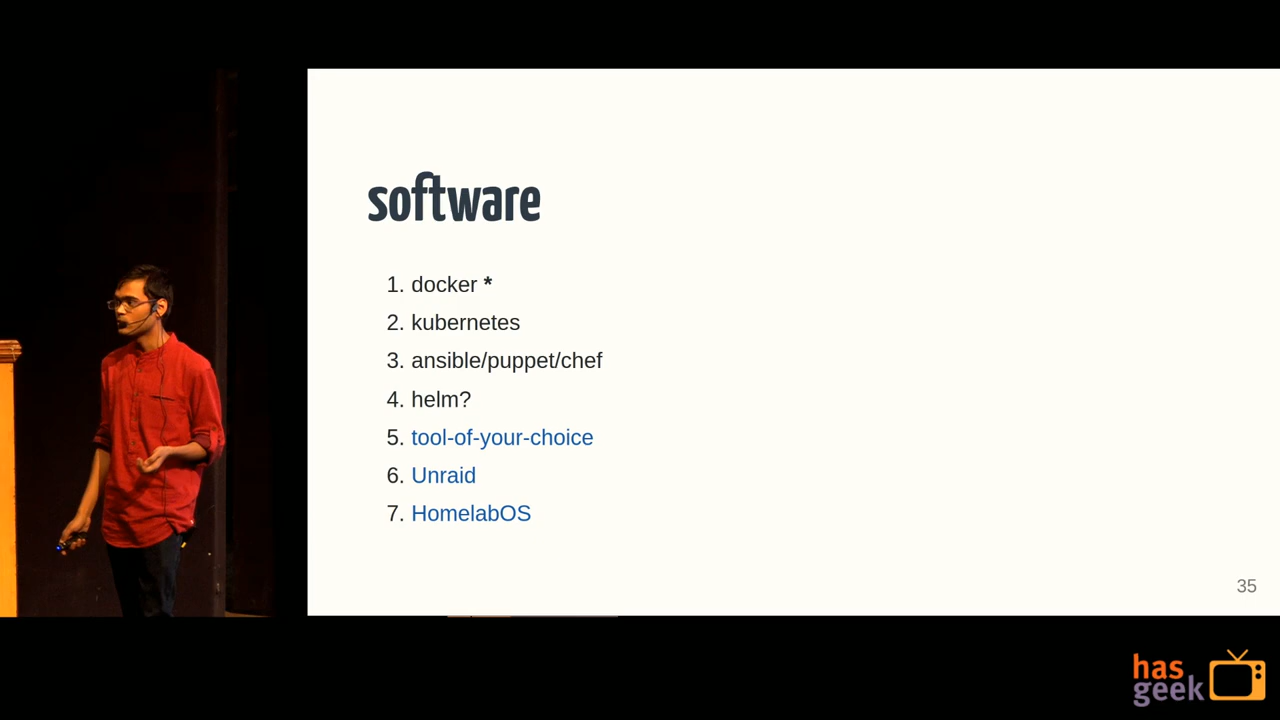 software
1. docker *
2. kubernetes
3. ansible/puppet/chef
4. helm?
5. tool-of-your-choice
6. Unraid
7. HomelabOS
35
has
geek